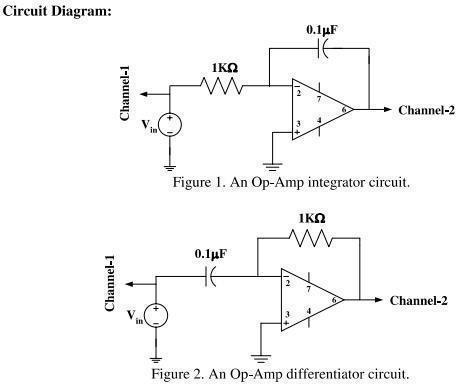 Circuit Diagram:
0.1µF
1KΩ
Channel-1
2
7
6
Channel-2
Vin
+
−
3
4
+
Figure 1. An Op-Amp integrator circuit.
1KΩ
0.1µF
Channel-1
2
7
6
Channel-2
Vin
+
−
3
4
+
Figure 2. An Op-Amp differentiator circuit.